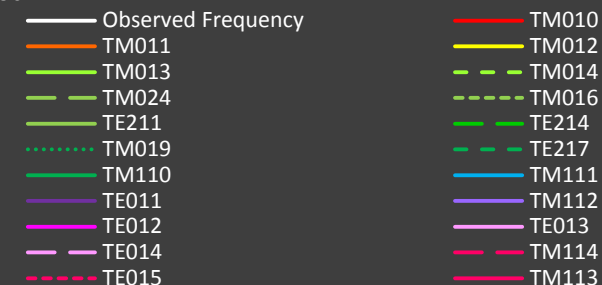 Observed Frequency TM010
TM011 TM012
TM013 TM014
TM024 TM016
TE211 TE214
TM019 TE217
TM110 TM111
TE011 TM112
TE012 TE013
TE014 TM114
TE015 TM113